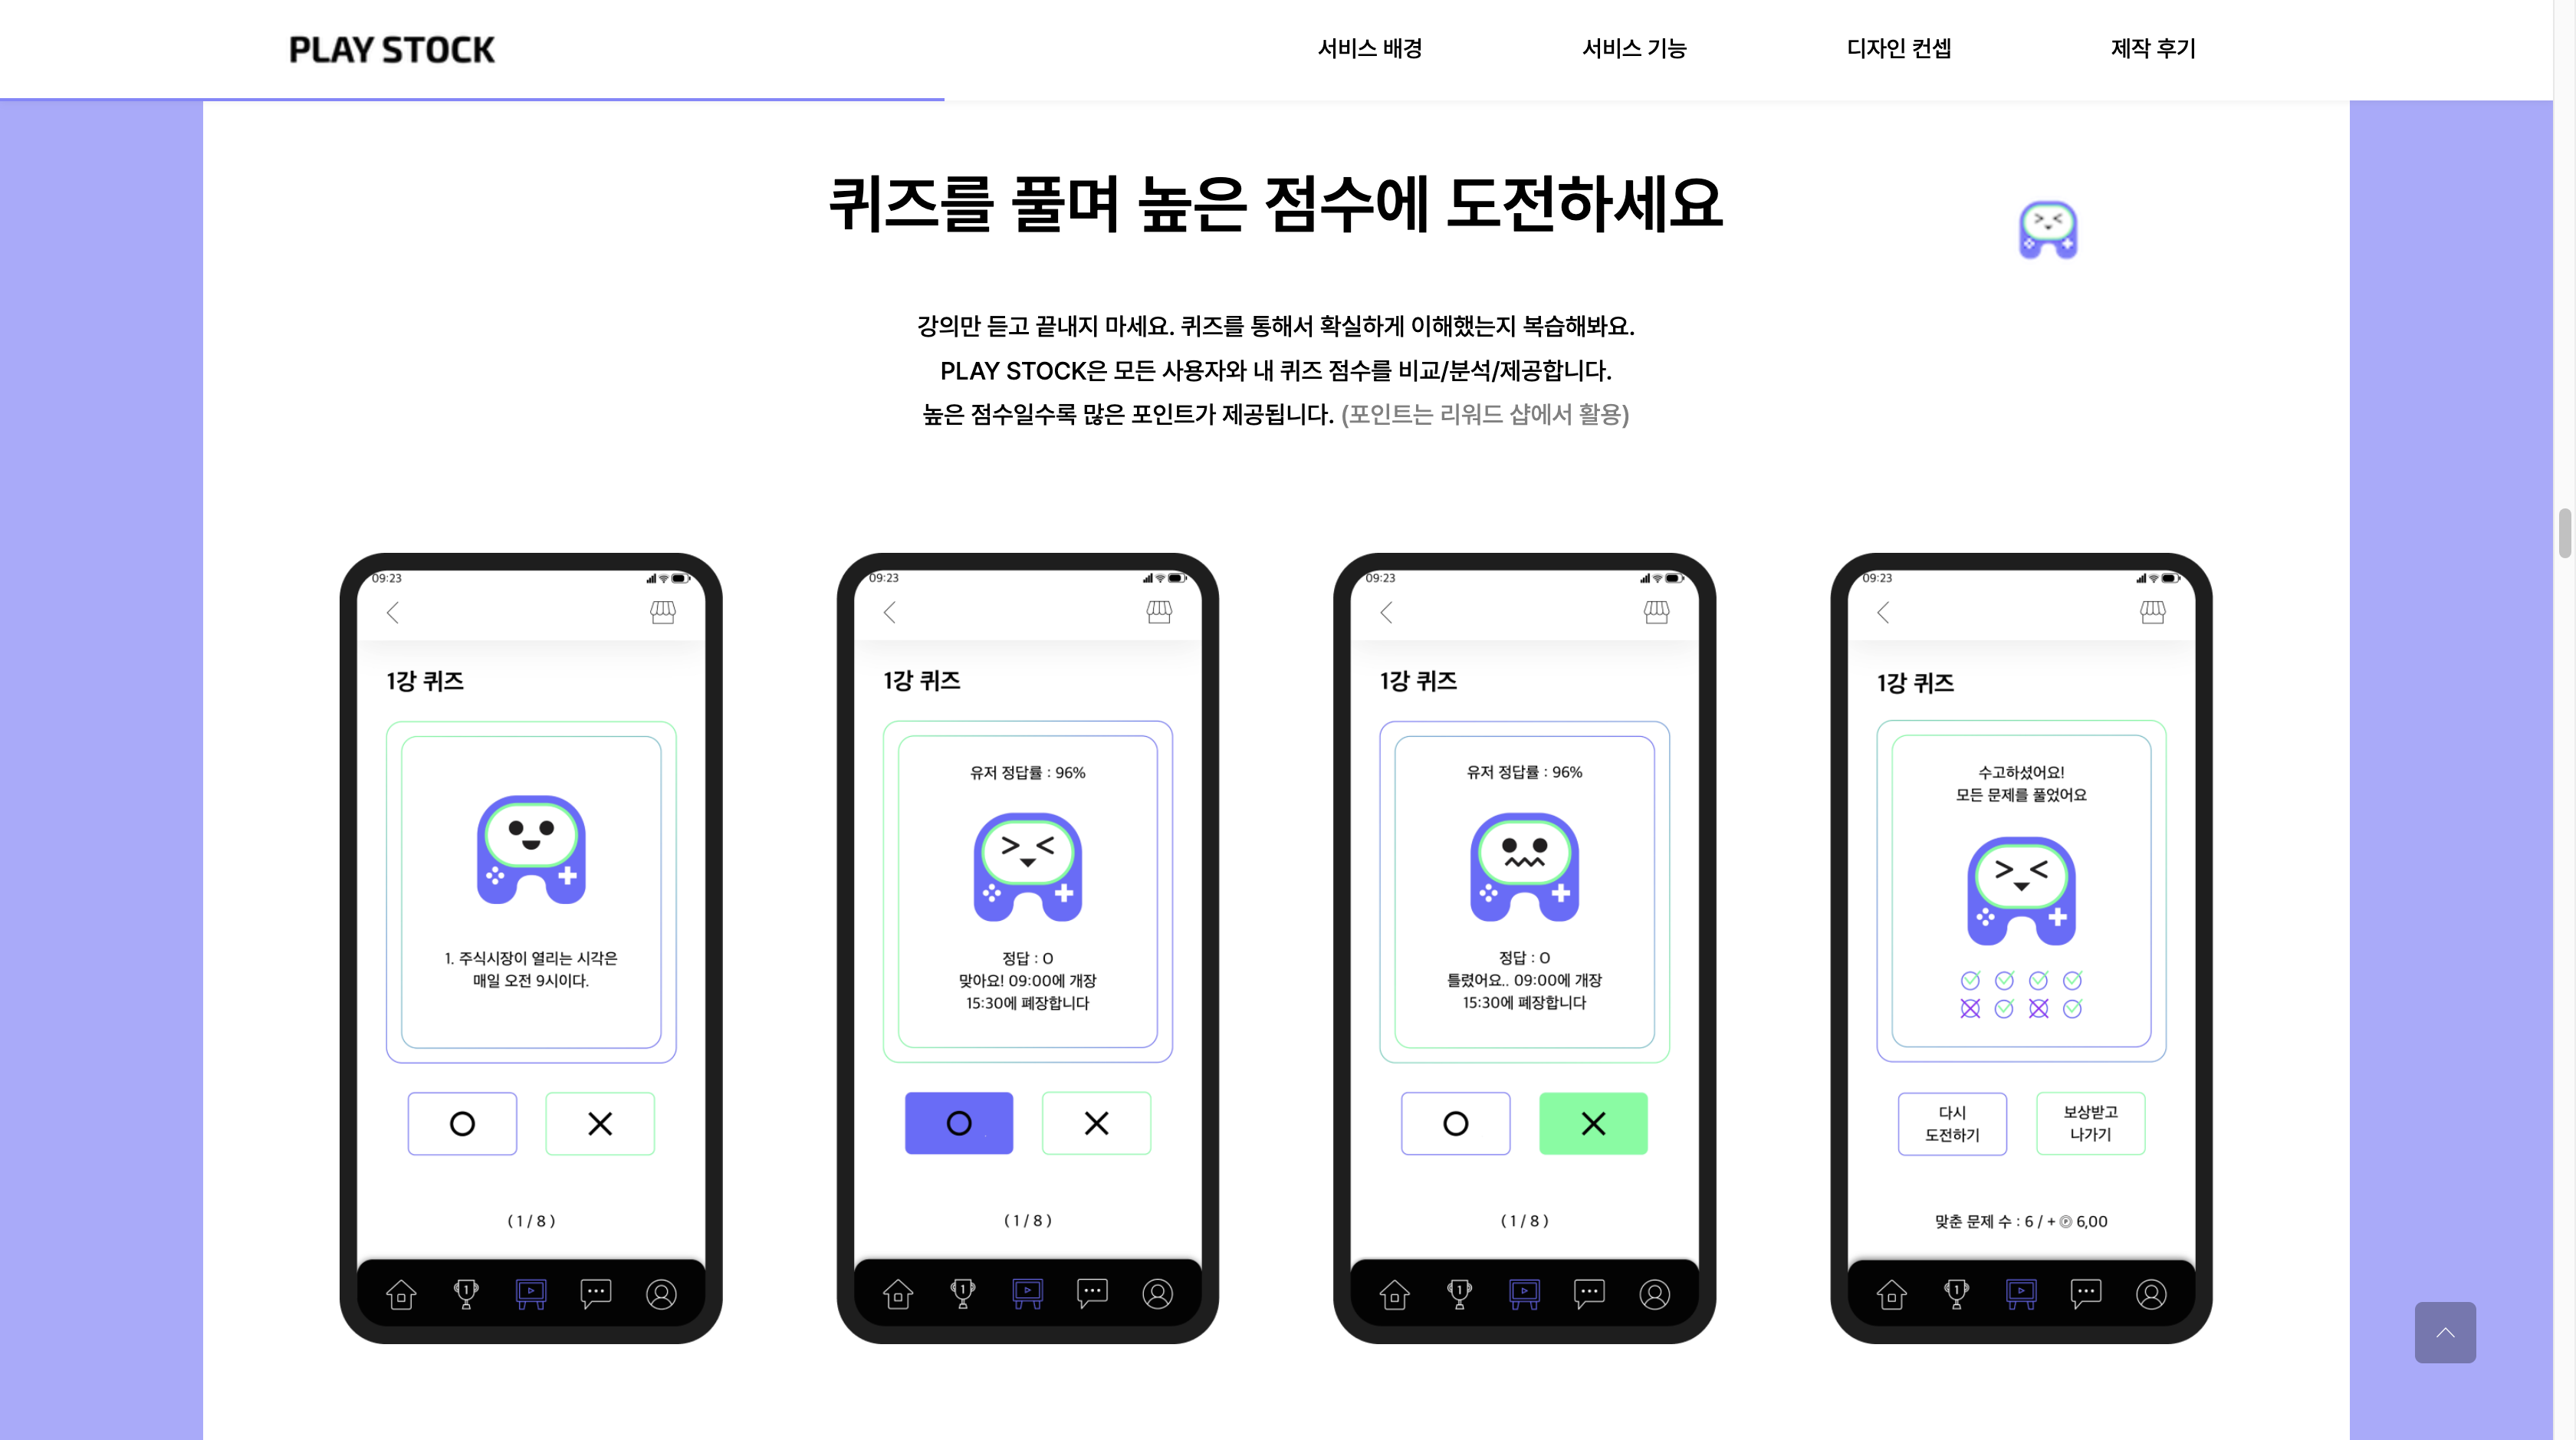 PLAY STOCK
서비스 배경
서비스 기능
디자인 컨셉
제작 후기
퀴즈를 풀며 높은 점수에 도전하세요
강의만 듣고 끝내지 마세요. 퀴즈를 통해서 확실하게 이해했는지 복습해봐요.
PLAY STOCK은 모든 사용자와 내 퀴즈 점수를 비교/분석/제공합니다.
높은 점수일수록 많은 포인트가 제공됩니다. (포인트는 리워드 샵에서 활용)
09:23
1강 퀴즈
1. 주식시장이 열리는 시각은
매일 오전 9시이다.
O
X
( 1 / 8 )
1
09:23
1강 퀴즈
유저 정답률 : 96%
정답 : O
맞아요! 09:00에 개장
15:30에 폐장합니다
O
X
( 1 / 8 )
1
09:23
1강 퀴즈
유저 정답률 : 96%
정답 : O
틀렸어요.. 09:00에 개장
15:30에 폐장합니다
O
X
( 1 / 8 )
1
09:23
1강 퀴즈
수고하셨어요!
모든 문제를 풀었어요
다시
도전하기
보상받고
나가기
맞춘 문제 수 : 6 / + ⓟ 6,00
1